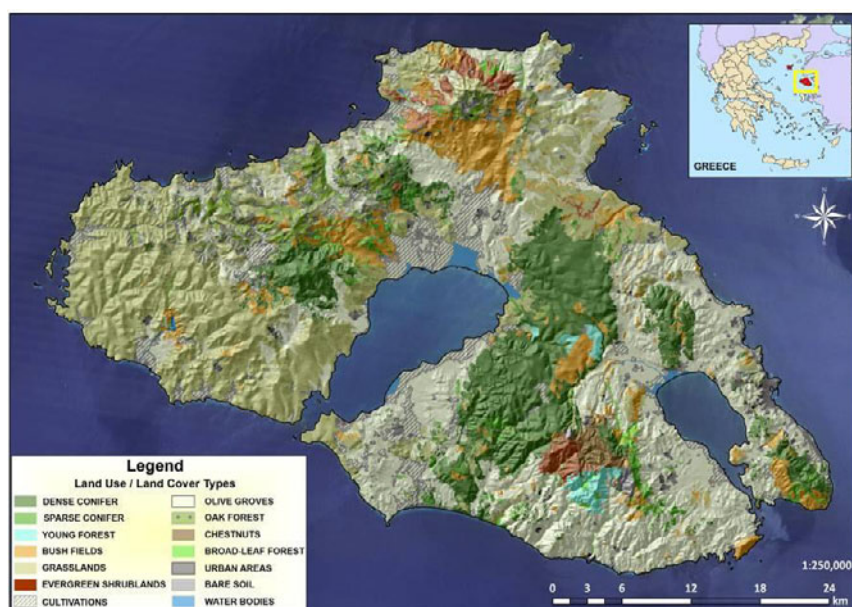 GREECE
N
Legend
Land Use / Land Cover Types
DENSE CONIFER
SPARSE CONIFER
YOUNG FOREST
BUSH FIELDS
GRASSLANDS
EVERGREEN SHRUBLANDS
CULTIVATIONS
OLIVE GROVES
OAK FOREST
CHESTNUTS
BROAD-LEAF FOREST
URBAN AREAS
BARE SOIL
WATER BODIES
1:250,000
0 3 6 12 18 24
km